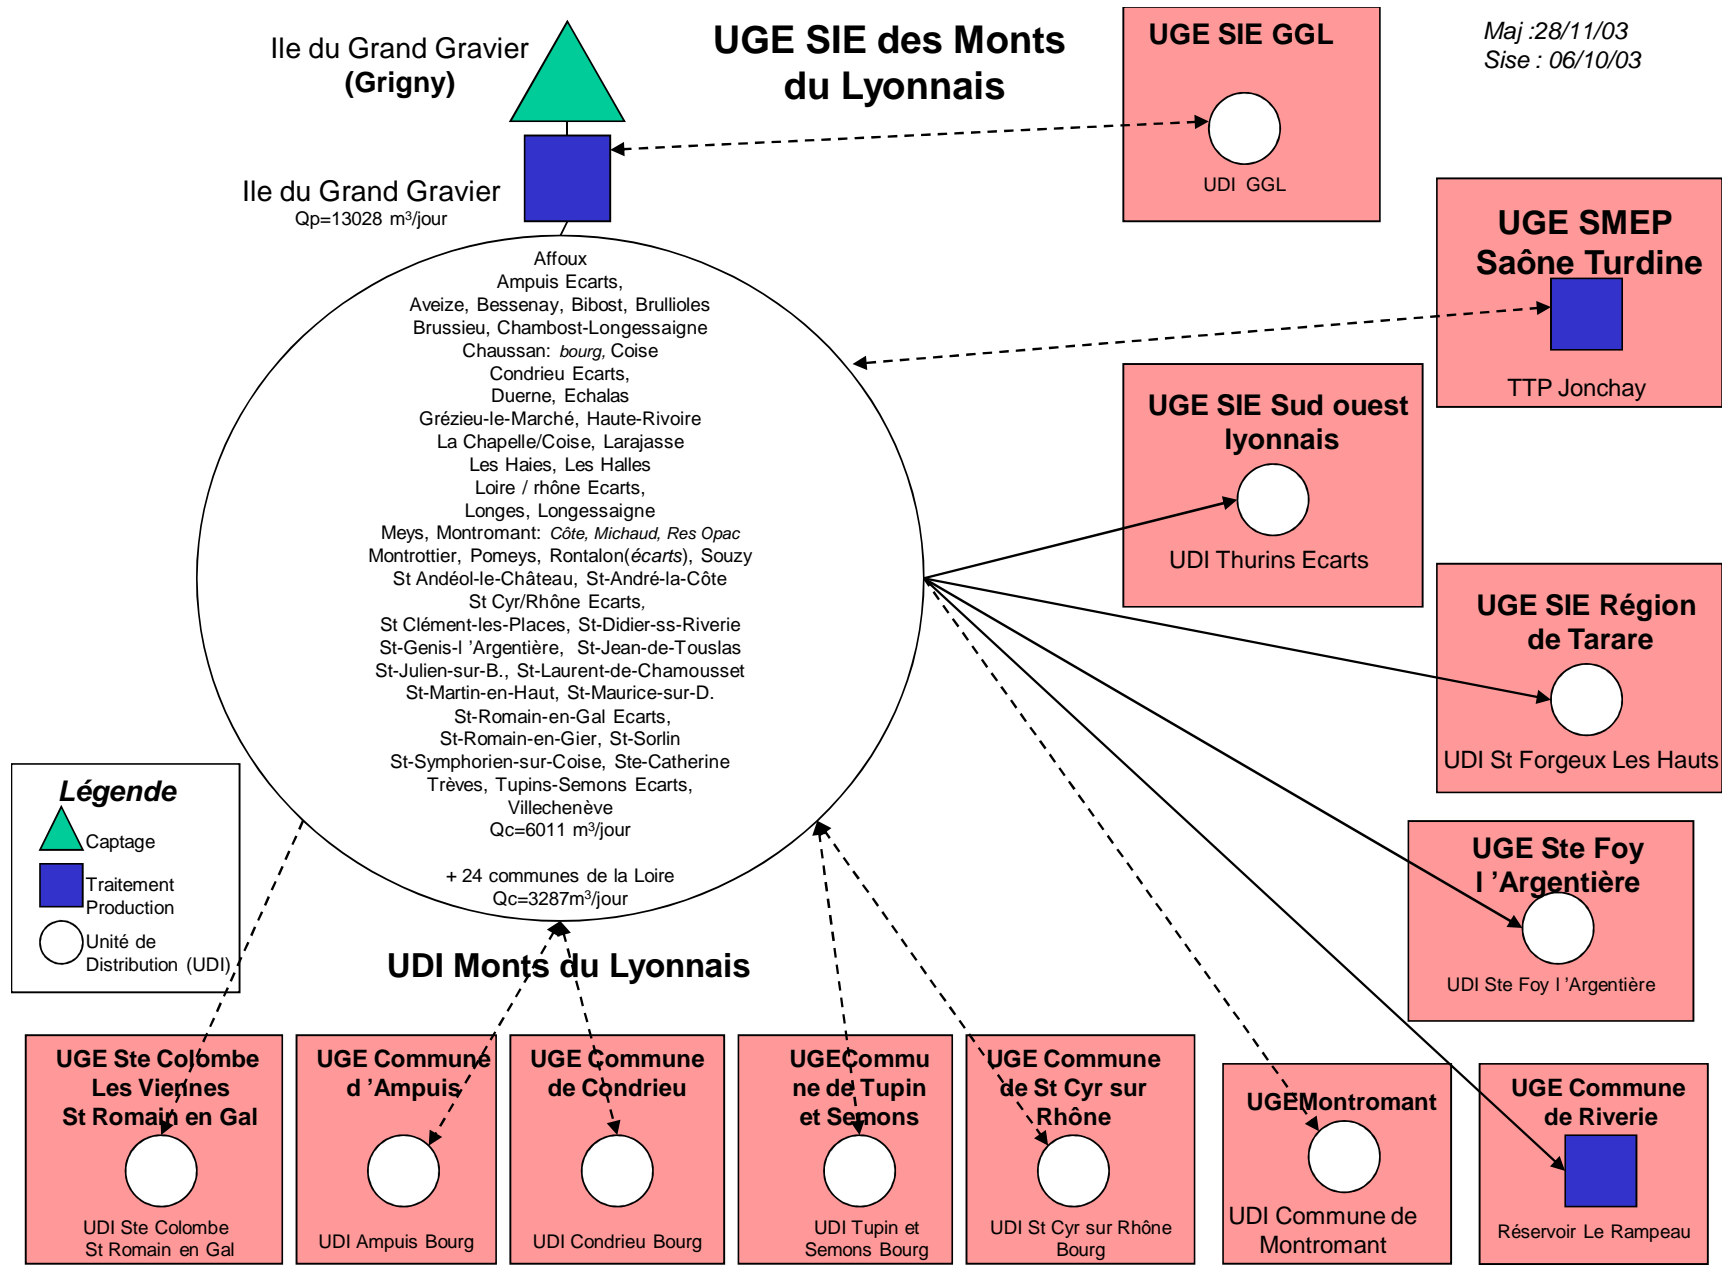 Ile du Grand Gravier
(Grigny)
UGE SIE des Monts
du Lyonnais
UGE SIE GGL
UDI GGL
Maj :28/11/03
Sise : 06/10/03
Ile du Grand Gravier
Qp=13028 m³/jour
UGE SMEP
Saône Turdine
TTP Jonchay
Affoux
Ampuis Ecarts,
Aveize, Bessenay, Bibost, Brullioles
Brussieu, Chambost-Longessaigne
Chaussan: bourg, Coise
Condrieu Ecarts,
Duerne, Echalas
Grézieu-le-Marché, Haute-Rivoire
La Chapelle/Coise, Larajasse
Les Haies, Les Halles
Loire / rhône Ecarts,
Longes, Longessaigne
Meys, Montromant: Côte, Michaud, Res Opac
Montrottier, Pomeys, Rontalon(écarts), Souzy
St Andéol-le-Château, St-André-la-Côte
St Cyr/Rhône Ecarts,
St Clément-les-Places, St-Didier-ss-Riverie
St-Genis-l 'Argentière, St-Jean-de-Touslas
St-Julien-sur-B., St-Laurent-de-Chamousset
St-Martin-en-Haut, St-Maurice-sur-D.
St-Romain-en-Gal Ecarts,
St-Romain-en-Gier, St-Sorlin
St-Symphorien-sur-Coise, Ste-Catherine
Trèves, Tupins-Semons Ecarts,
Villechenève
Qc=6011 m³/jour
+ 24 communes de la Loire
Qc=3287m³/jour
UDI Monts du Lyonnais
UGE SIE Sud ouest
lyonnais
UDI Thurins Ecarts
UGE SIE Région
de Tarare
UDI St Forgeux Les Hauts
UGE Ste Foy
l 'Argentière
UDI Ste Foy l 'Argentière
Légende
Captage
Traitement
Production
Unité de
Distribution (UDI)
UGE Ste Colombe
Les Viennes
St Romain en Gal
UDI Ste Colombe
St Romain en Gal
UGE Commune
d 'Ampuis
UDI Ampuis Bourg
UGE Commune
de Condrieu
UDI Condrieu Bourg
UGECommu
ne de Tupin
et Semons
UDI Tupin et
Semons Bourg
UGE Commune
de St Cyr sur
Rhône
UDI St Cyr sur Rhône
Bourg
UGEMontromant
UDI Commune de
Montromant
UGE Commune
de Riverie
Réservoir Le Rampeau